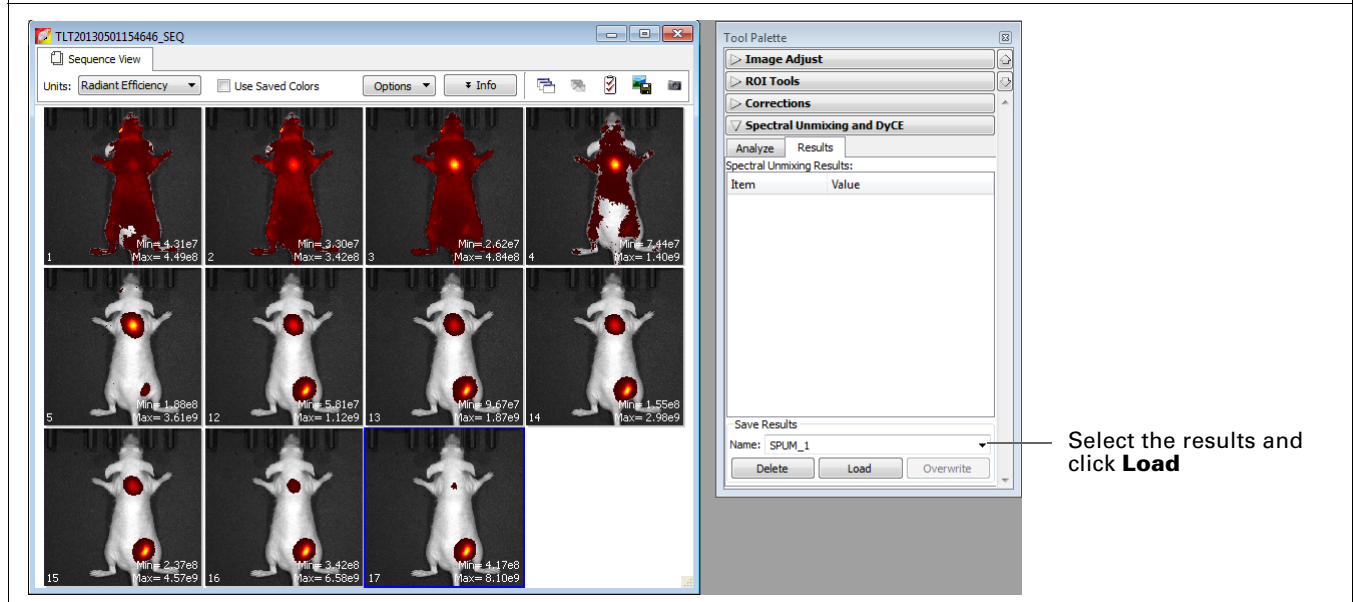 TLT20130501154646_SEQ
Sequence View
Units: Radiant Efficiency Use Saved Colors Options Info
1 Min= 4.31e7 Max= 4.49e8
2 Min= 3.30e7 Max= 3.42e8
3 Min= 2.62e7 Max= 4.84e8
4 Min= 7.44e7 Max= 1.40e9
5 Min= 1.88e8 Max= 3.61e9
12 Min= 5.81e7 Max= 1.12e9
13 Min= 9.67e7 Max= 1.87e9
14 Min= 1.55e8 Max= 2.98e9
15 Min= 2.37e8 Max= 4.57e9
16 Min= 3.42e8 Max= 6.58e9
17 Min= 4.17e8 Max= 8.10e9
Tool Palette
Image Adjust
ROI Tools
Corrections
Spectral Unmixing and DyCE
Analyze Results
Spectral Unmixing Results:
Item Value
Save Results
Name: SPUM_1
Delete Load Overwrite
Select the results and
click Load